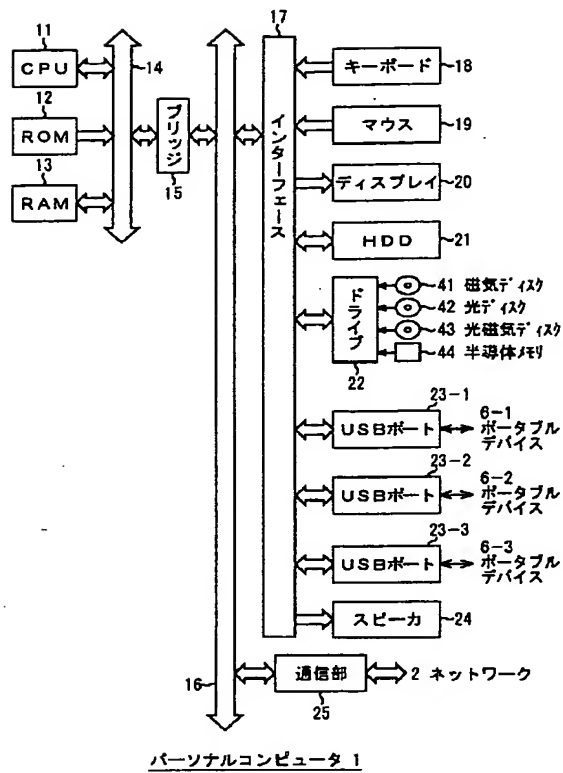 11
CPU
12
ROM
13
RAM
14
ブリッジ
15
16
17
インターフェース
キーボード 18
マウス 19
ディスプレイ 20
HDD 21
ドライブ
22
41 磁気ディスク
42 光ディスク
43 光磁気ディスク
44 半導体メモリ
23-1
USBポート
6-1
ポータブル
デバイス
23-2
USBポート
6-2
ポータブル
デバイス
23-3
USBポート
6-3
ポータブル
デバイス
スピーカ 24
通信部
25
2 ネットワーク
パーソナルコンピュータ 1